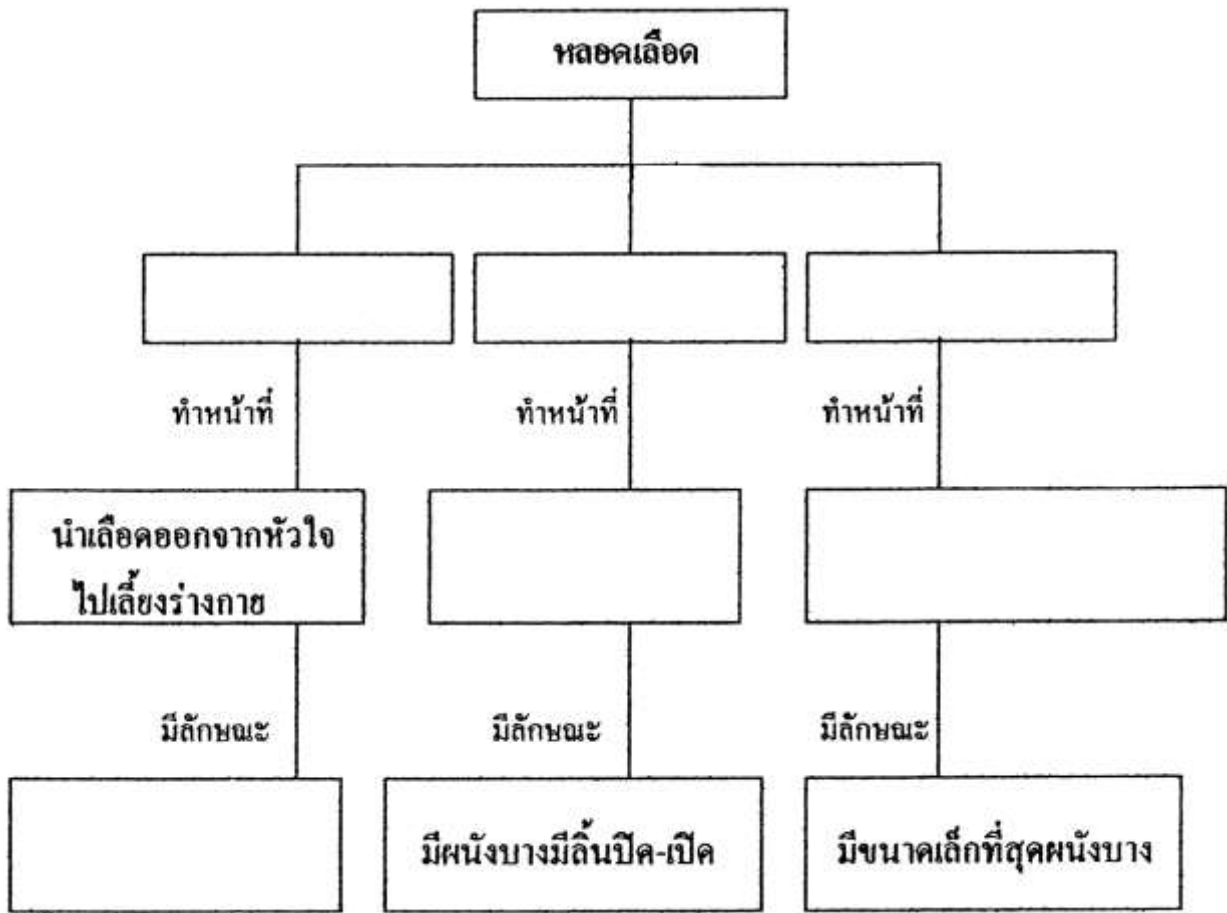 หลอดเลือด
ทำหน้าที่ ทำหน้าที่ ทำหน้าที่
นำเลือดออกจากหัวใจ
ไปเลี้ยงร่างกาย
มีลักษณะ มีลักษณะ มีลักษณะ
มีผนังบางมีลิ้นปิด-เปิด มีขนาดเล็กที่สุดผนังบาง